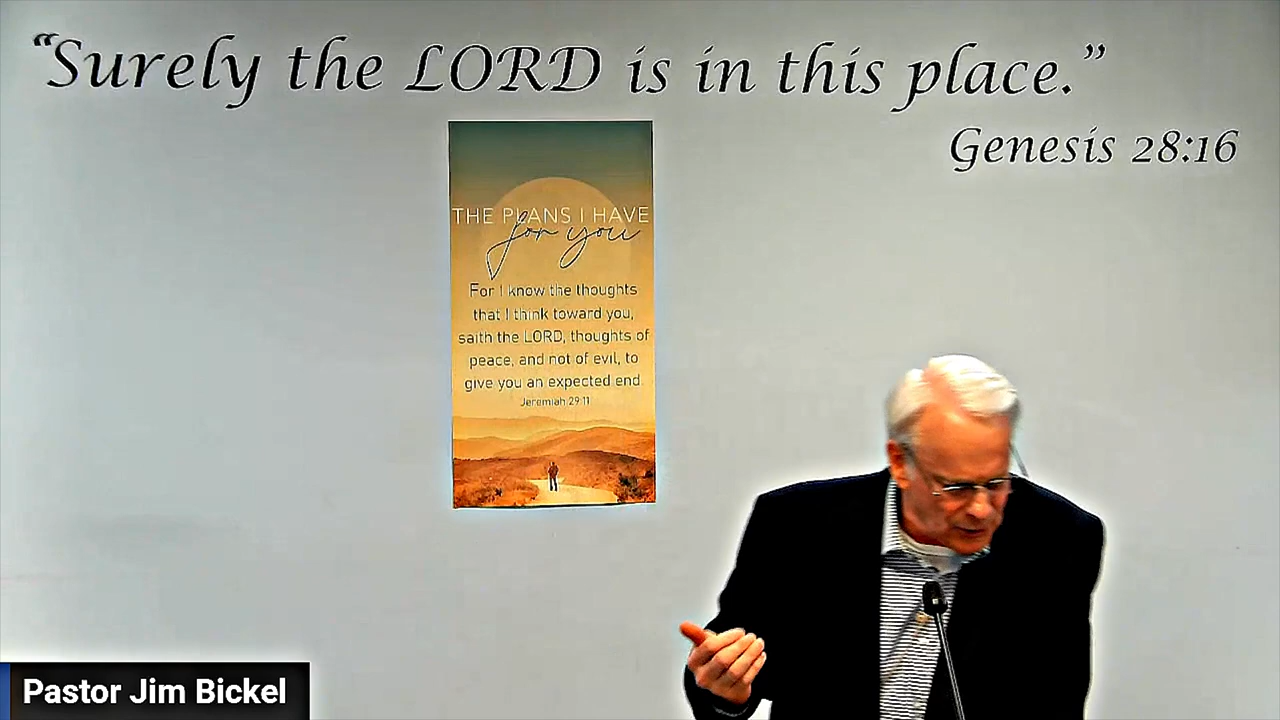 “Surely the LORD is in this place.”
Genesis 28:16
THE PLANS I HAVE
for you
For I know the thoughts
that I think toward you,
saith the LORD, thoughts of
peace, and not of evil, to
give you an expected end.
Jeremiah 29:11
Pastor Jim Bickel